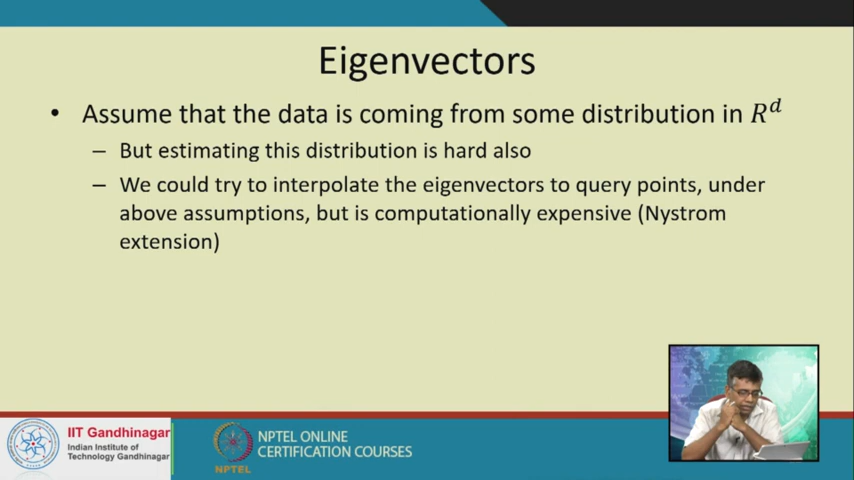 Eigenvectors
• Assume that the data is coming from some distribution in R^d
– But estimating this distribution is hard also
– We could try to interpolate the eigenvectors to query points, under
above assumptions, but is computationally expensive (Nystrom
extension)
IIT Gandhinagar
Indian Institute of
Technology Gandhinagar
NPTEL
NPTEL ONLINE
CERTIFICATION COURSES